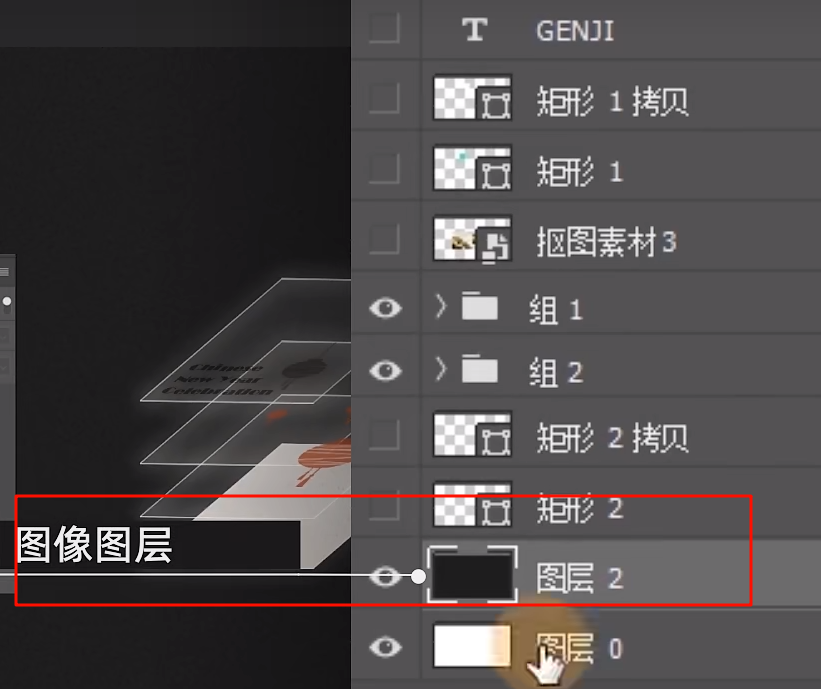 GENJI
矩形 1 拷贝
矩形 1
抠图素材3
组 1
组 2
Chinese
New Year
Celebration
矩形 2 拷贝
矩形 2
图像图层
图层 2
图层 0